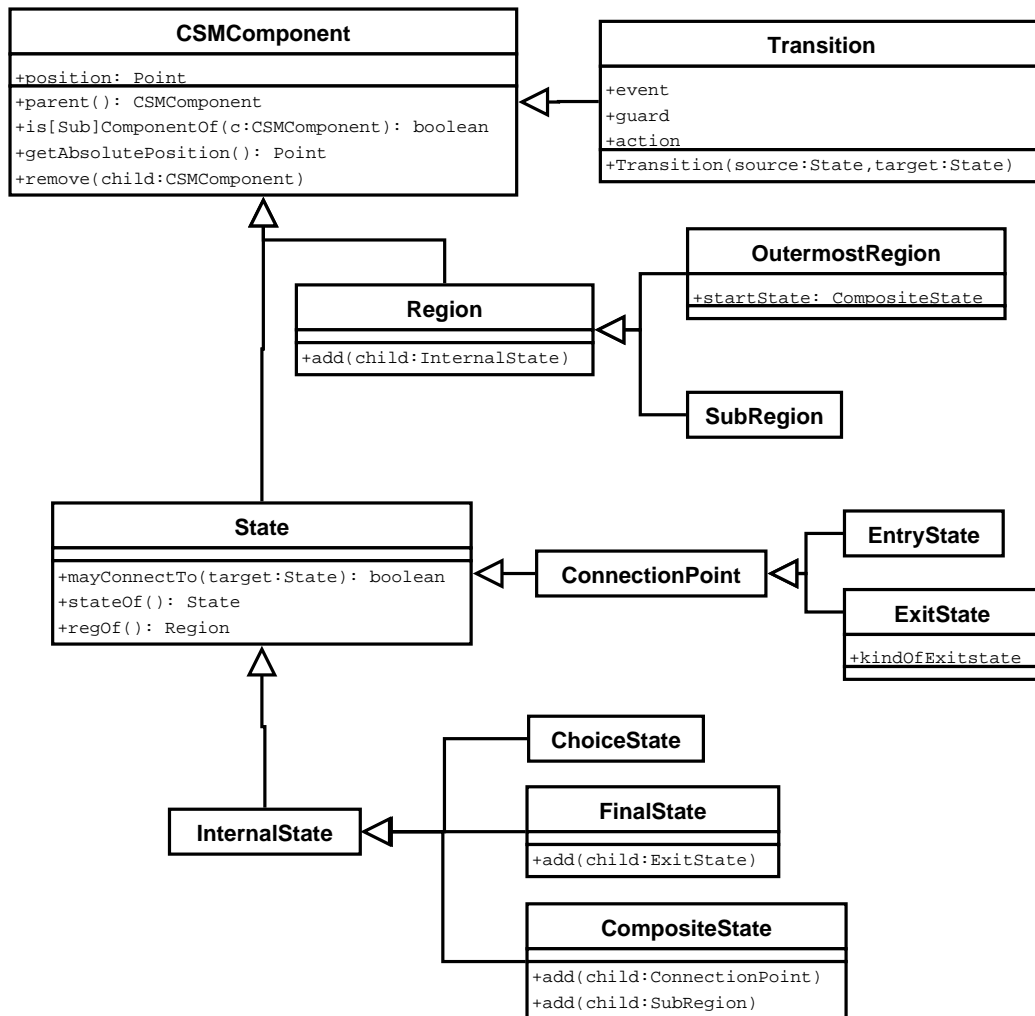 CSMComponent
+position: Point
+parent(): CSMComponent
+is[Sub]ComponentOf(c:CSMComponent): boolean
+getAbsolutePosition(): Point
+remove(child:CSMComponent)
Transition
+event
+guard
+action
+Transition(source:State,target:State)
OutermostRegion
+startState: CompositeState
Region
+add(child:InternalState)
SubRegion
State
+mayConnectTo(target:State): boolean
+stateOf(): State
+regOf(): Region
ConnectionPoint
EntryState
ExitState
+kindOfExitstate
ChoiceState
InternalState
FinalState
+add(child:ExitState)
CompositeState
+add(child:ConnectionPoint)
+add(child:SubRegion)